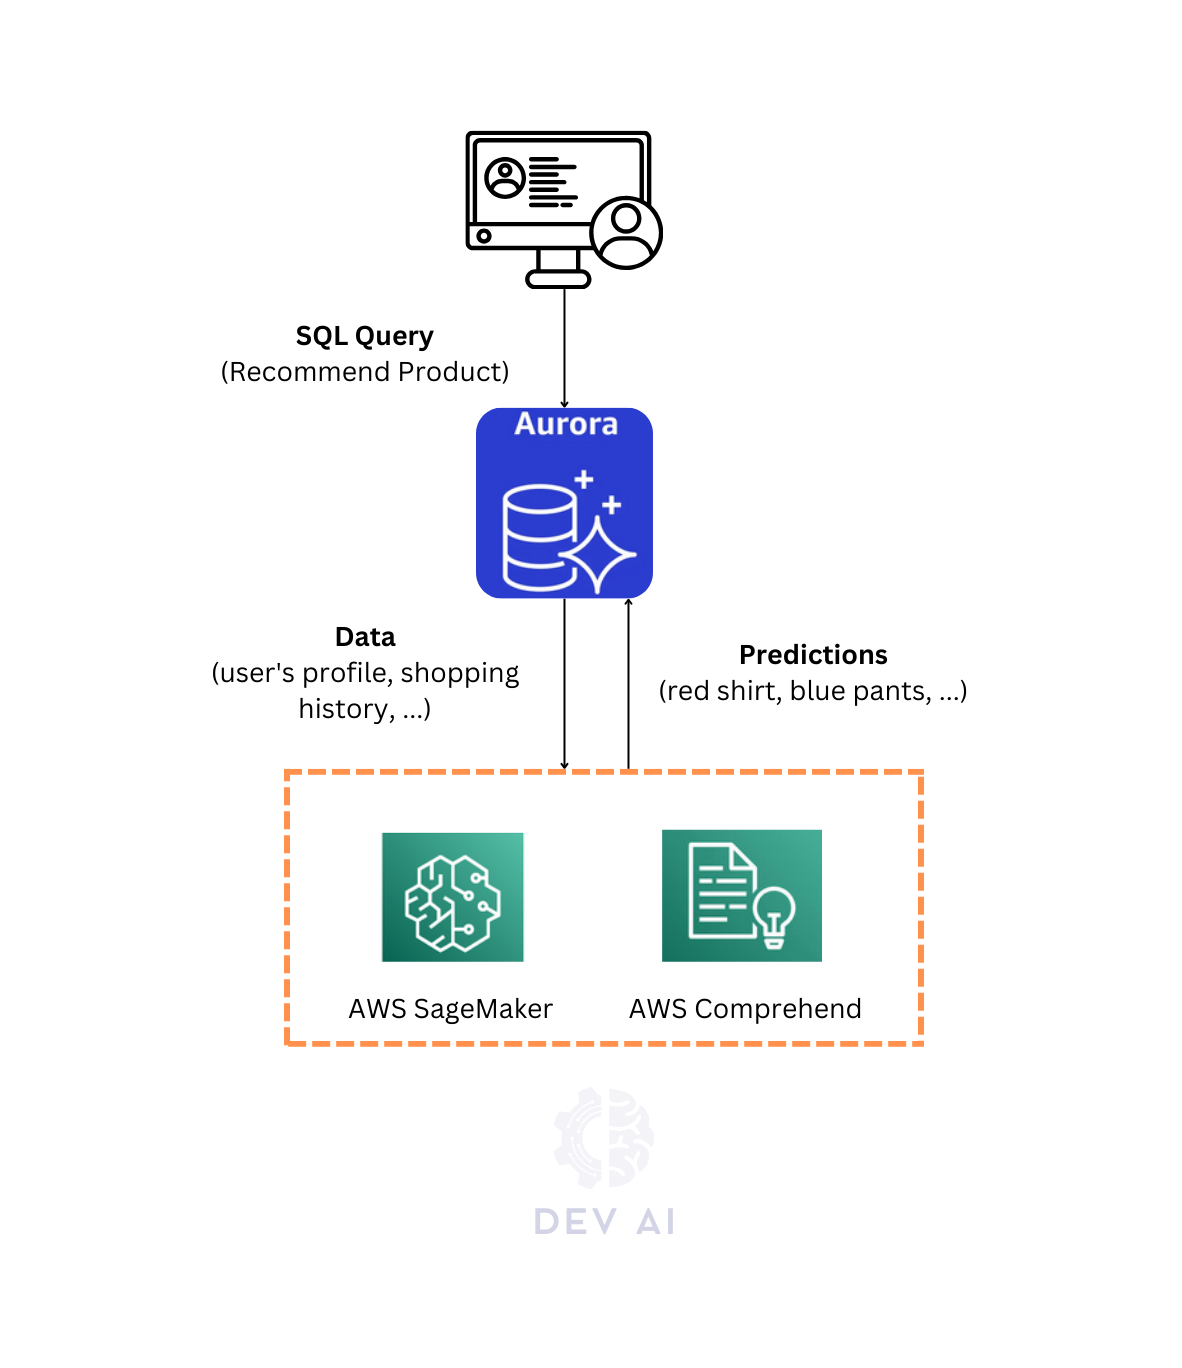 SQL Query
(Recommend Product)
Aurora
Data
(user's profile, shopping
history, ...)
Predictions
(red shirt, blue pants, ...)
AWS SageMaker
AWS Comprehend
DEV AI